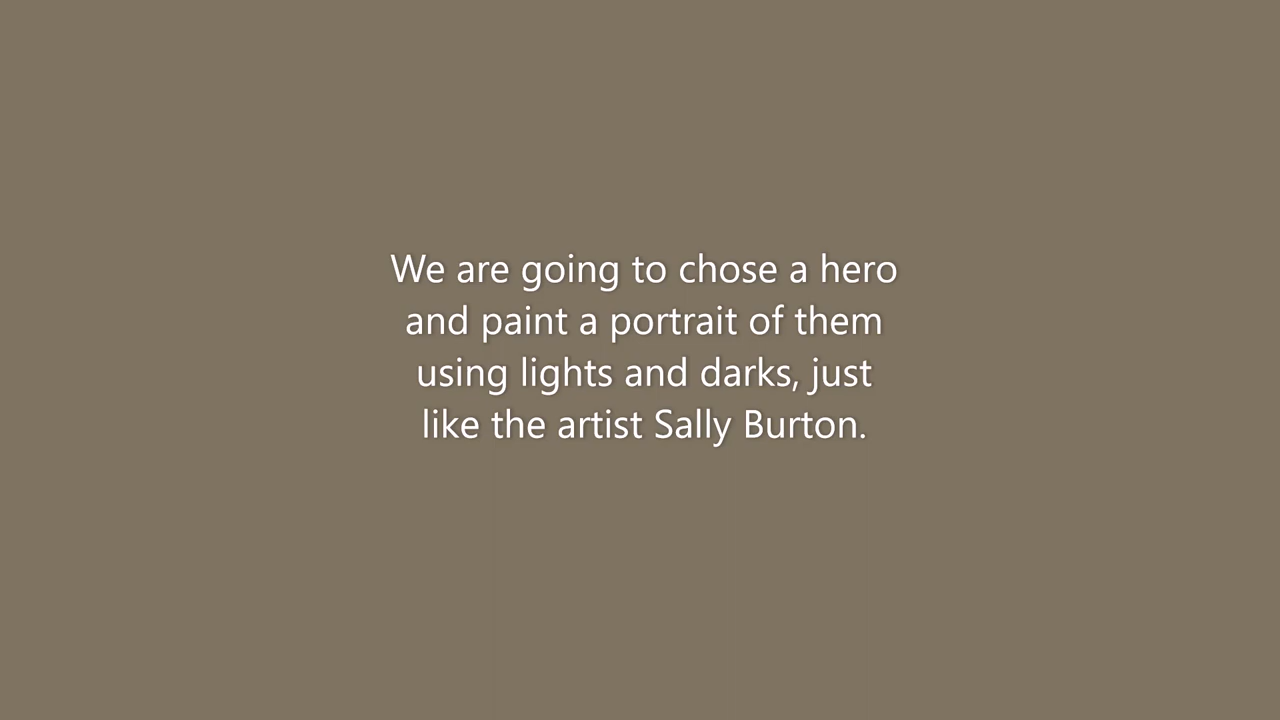 We are going to chose a hero
and paint a portrait of them
using lights and darks, just
like the artist Sally Burton.